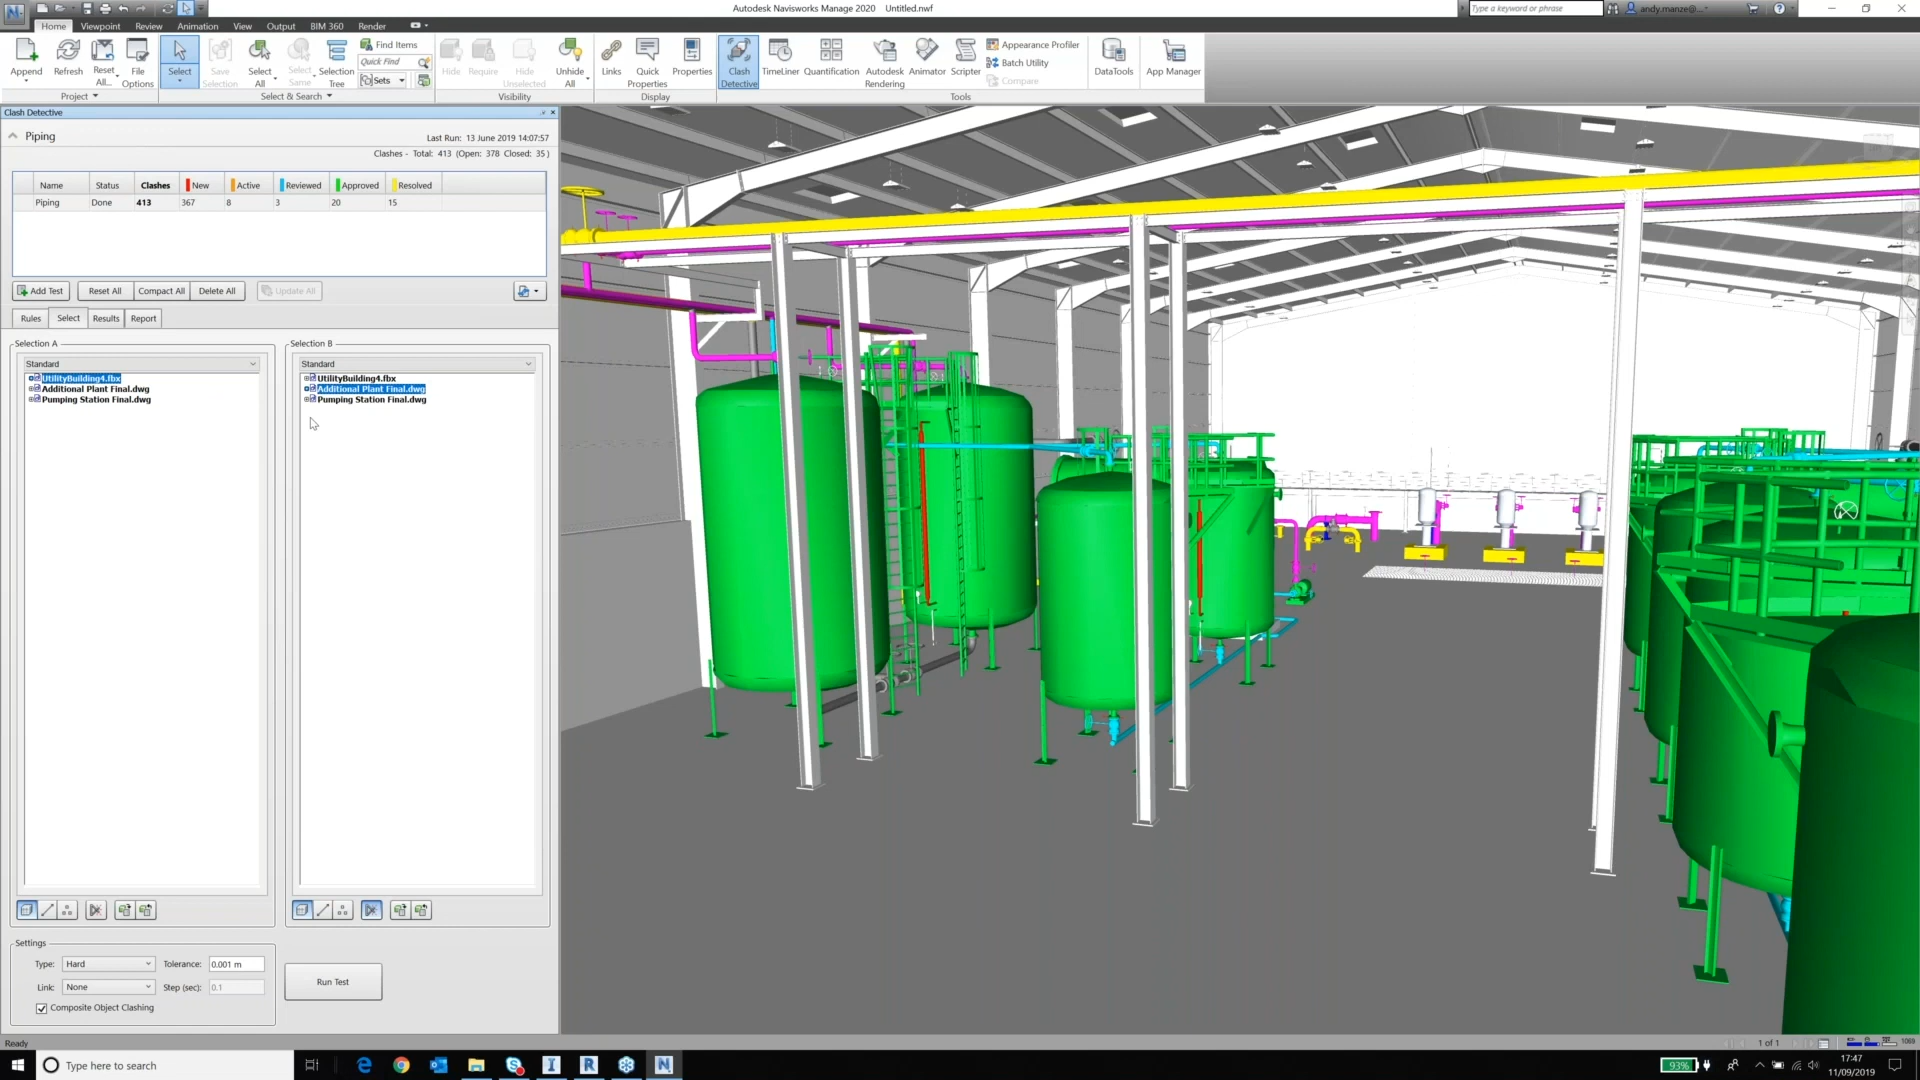 Autodesk Navisworks Manage 2020 Untitled.nwf
Type a keyword or phrase
andy.manze@...
Home Viewpoint Review Animation View Output BIM 360 Render
Append
Refresh
Reset All...
File Options
Project
Select
Save Selection
Select All
Select Same
Selection Tree
Find Items
Quick Find
Sets
Select & Search
Hide
Require
Hide Unselected
Unhide All
Visibility
Links
Quick Properties
Properties
Display
Clash Detective
TimeLiner
Quantification
Autodesk Rendering
Animator
Scripter
Appearance Profiler
Batch Utility
Compare
Tools
DataTools
App Manager
Clash Detective
Piping
Last Run: 13 June 2019 14:07:57
Clashes - Total: 413 (Open: 378 Closed: 35)
Name Status Clashes New Active Reviewed Approved Resolved
Piping Done 413 367 8 3 20 15
Add Test Reset All Compact All Delete All Update All
Rules Select Results Report
Selection A
Standard
UtilityBuilding4.fbx
Additional Plant Final.dwg
Pumping Station Final.dwg
Selection B
Standard
UtilityBuilding4.fbx
Additional Plant Final.dwg
Pumping Station Final.dwg
Settings
Type: Hard Tolerance: 0.001 m
Link: None Step (sec): 0.1
Composite Object Clashing
Run Test
Ready
1 of 1
1069
Type here to search
93%
17:47
11/09/2019